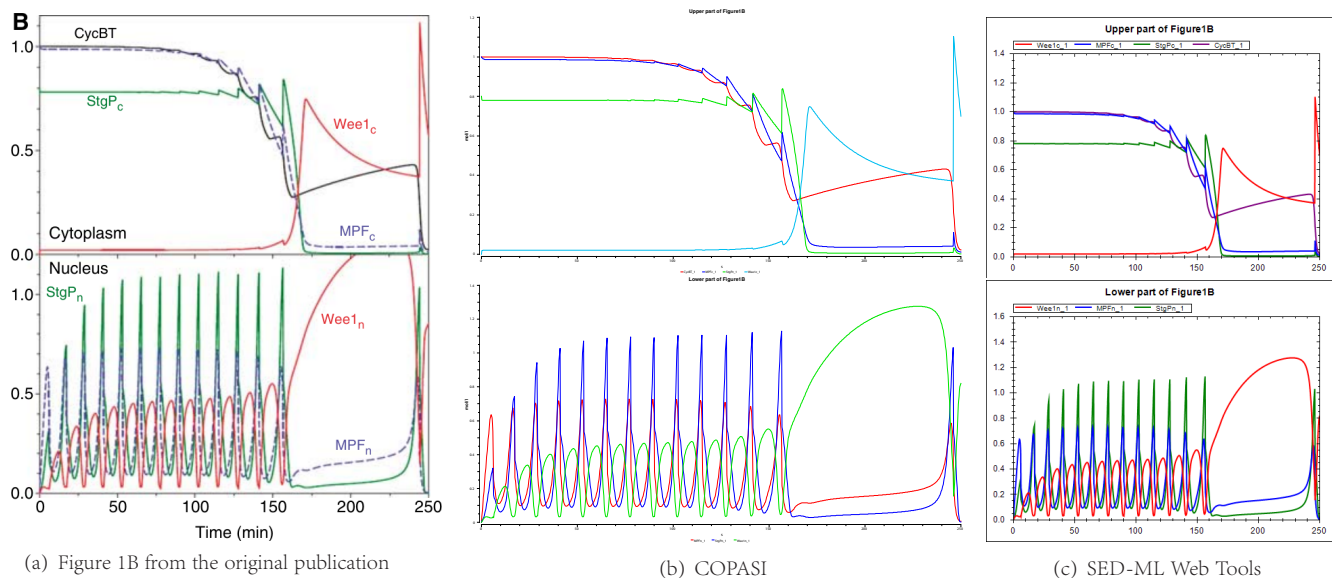 B
1.0
0.5
0.0
CycBT
StgPc
Wee1c
MPFc
Cytoplasm
Nucleus
StgPn
Wee1n
MPFn
1.0
0.5
0.0
0 50 100 150 200 250
Time (min)
(a) Figure 1B from the original publication
Upper part of Figure1B
Lower part of Figure1B
(b) COPASI
Upper part of Figure1B
Wee1c_1 MPFc_1 StgPc_1 CycBT_1
1.4
1.2
1.0
0.8
0.6
0.4
0.2
0.0
0 50 100 150 200 250
Lower part of Figure1B
Wee1n_1 MPFn_1 StgPn_1
1.6
1.4
1.2
1.0
0.8
0.6
0.4
0.2
0.0
0 50 100 150 200 250
(c) SED-ML Web Tools